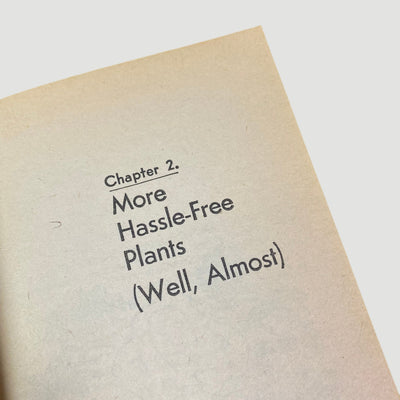 Chapter 2.
More
Hassle-Free
Plants
(Well, Almost)